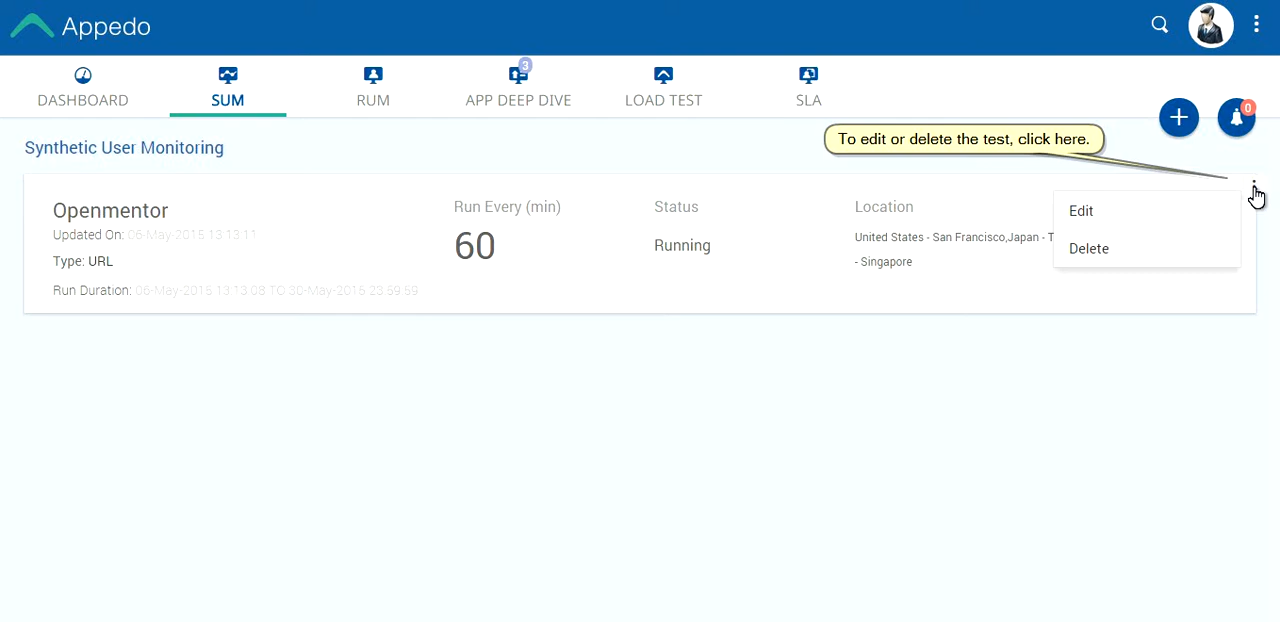 Appedo
3
DASHBOARD SUM RUM APP DEEP DIVE LOAD TEST SLA
0
To edit or delete the test, click here.
Synthetic User Monitoring
Openmentor Run Every (min) Status Location
Updated On: 06-May-2015 13:13:11
60 Running United States - San Francisco,Japan - T
Type: URL - Singapore
Run Duration: 06-May-2015 13:13:08 TO 30-May-2015 23:59:59
Edit
Delete